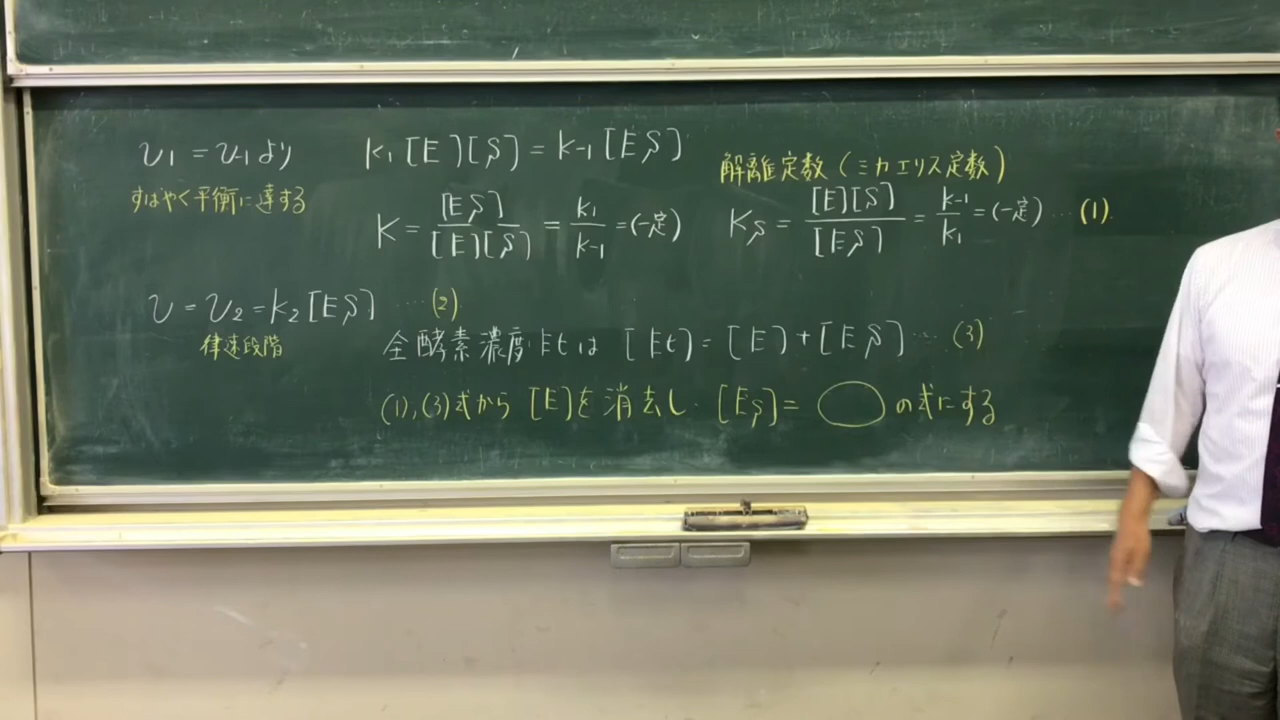 v₁ = v₋₁より k₁[E][S] = k₋₁[ES]
すばやく平衡に達する
解離定数(ミカエリス定数)
K = [ES]/[E][S] = k₁/k₋₁ = (一定)
Ks = [E][S]/[ES] = k₋₁/k₁ = (一定) …(1)
v = v₂ = k₂[ES] ……(2)
律速段階
全酵素濃度Etは [Et] = [E] + [ES] …(3)
(1),(3)式から [E]を消去し [ES] = ◯ の式にする